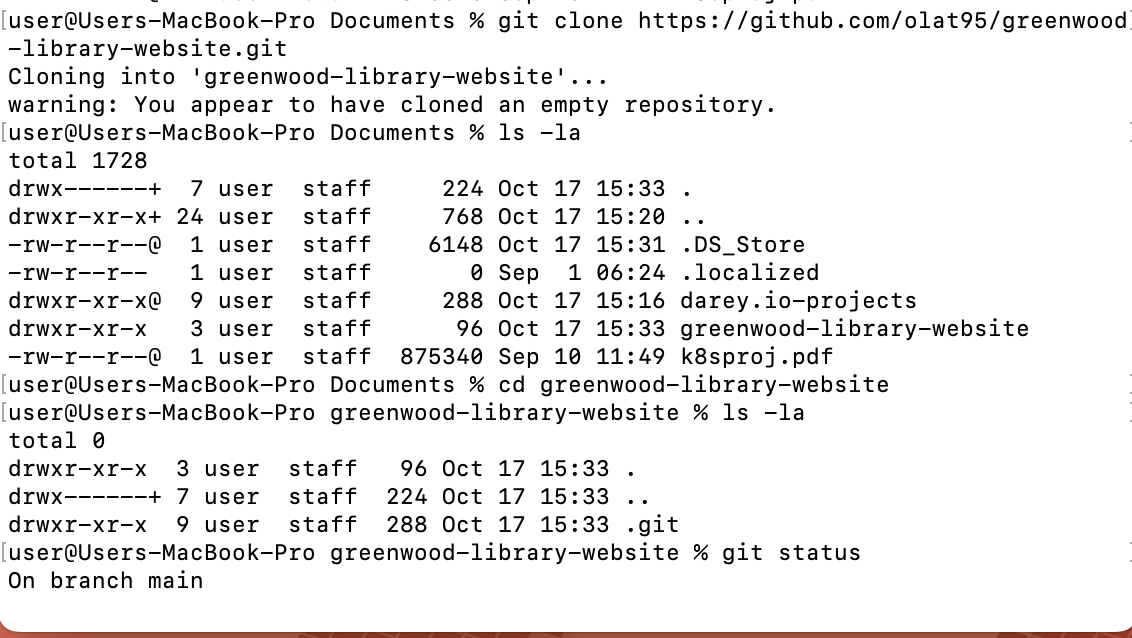 [user@Users-MacBook-Pro Documents % git clone https://github.com/olat95/greenwood]
-library-website.git
Cloning into 'greenwood-library-website'...
warning: You appear to have cloned an empty repository.
[user@Users-MacBook-Pro Documents % ls -la
total 1728
drwx------+  7 user  staff     224 Oct 17 15:33 .
drwxr-xr-x+ 24 user  staff     768 Oct 17 15:20 ..
-rw-r--r--@  1 user  staff    6148 Oct 17 15:31 .DS_Store
-rw-r--r--   1 user  staff       0 Sep  1 06:24 .localized
drwxr-xr-x@  9 user  staff     288 Oct 17 15:16 darey.io-projects
drwxr-xr-x   3 user  staff      96 Oct 17 15:33 greenwood-library-website
-rw-r--r--@  1 user  staff  875340 Sep 10 11:49 k8sproj.pdf
[user@Users-MacBook-Pro Documents % cd greenwood-library-website
[user@Users-MacBook-Pro greenwood-library-website % ls -la
total 0
drwxr-xr-x  3 user  staff   96 Oct 17 15:33 .
drwx------+ 7 user  staff  224 Oct 17 15:33 ..
drwxr-xr-x  9 user  staff  288 Oct 17 15:33 .git
[user@Users-MacBook-Pro greenwood-library-website % git status
On branch main